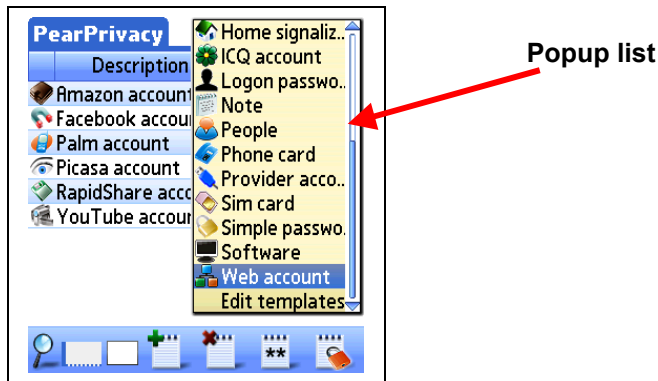 PearPrivacy
Description
Amazon account
Facebook accou
Palm account
Picasa account
RapidShare acco
YouTube accour
Home signaliz..
ICQ account
Logon passwo..
Note
People
Phone card
Provider acco..
Sim card
Simple passwo.
Software
Web account
Edit templates
**
Popup list